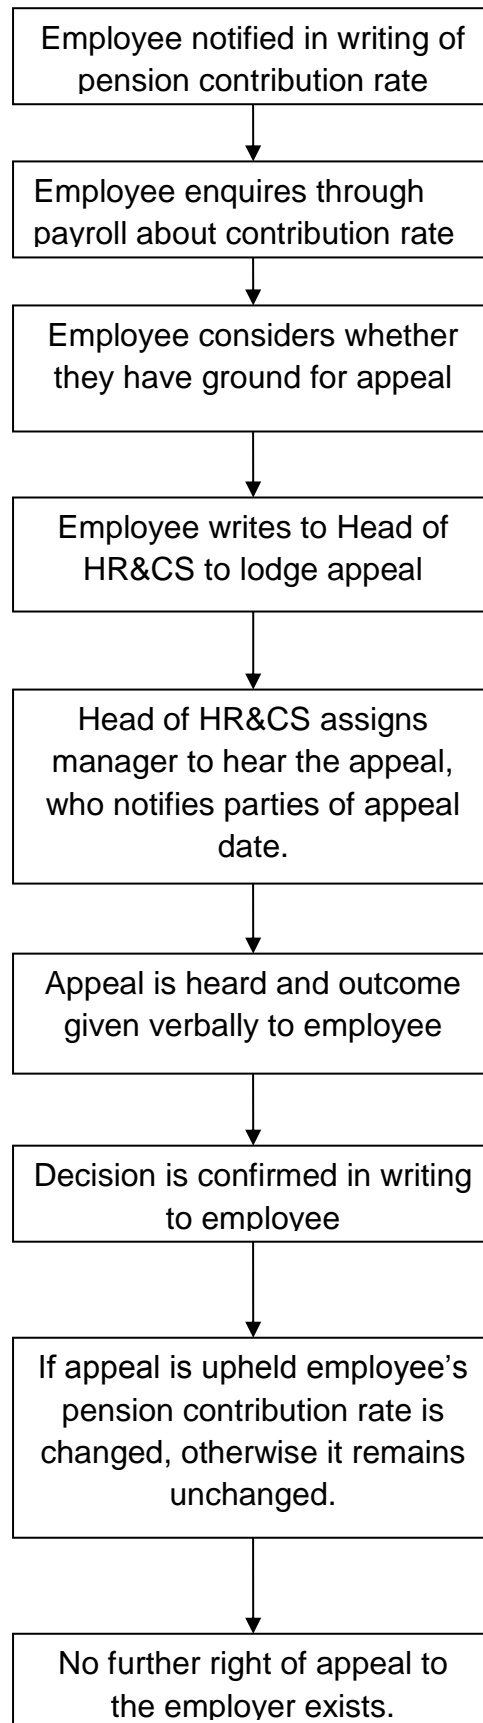 Employee notified in writing of
pension contribution rate
Employee enquires through
payroll about contribution rate
Employee considers whether
they have ground for appeal
Employee writes to Head of
HR&CS to lodge appeal
Head of HR&CS assigns
manager to hear the appeal,
who notifies parties of appeal
date.
Appeal is heard and outcome
given verbally to employee
Decision is confirmed in writing
to employee
If appeal is upheld employee’s
pension contribution rate is
changed, otherwise it remains
unchanged.
No further right of appeal to
the employer exists.